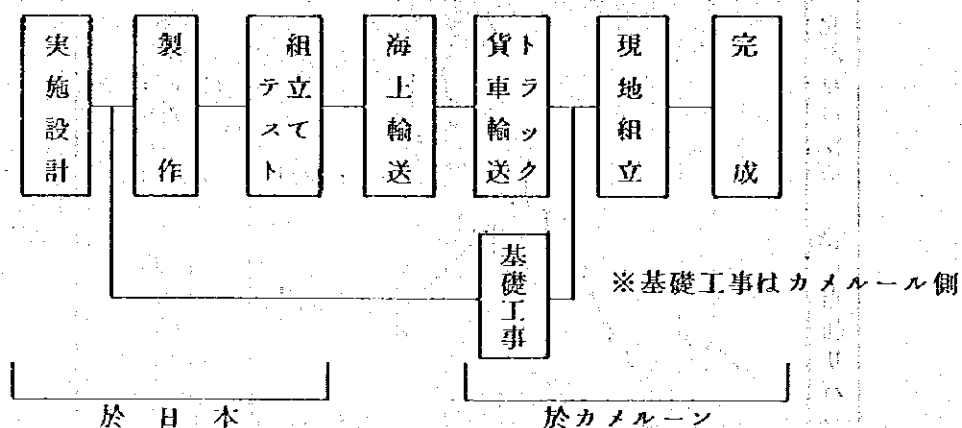 実施設計
製作
組立て
テスト
海上輸送
トラック
貨車輸送
現地組立
完成
基礎工事
※基礎工事はカメルール側
於日本
於カメルーン